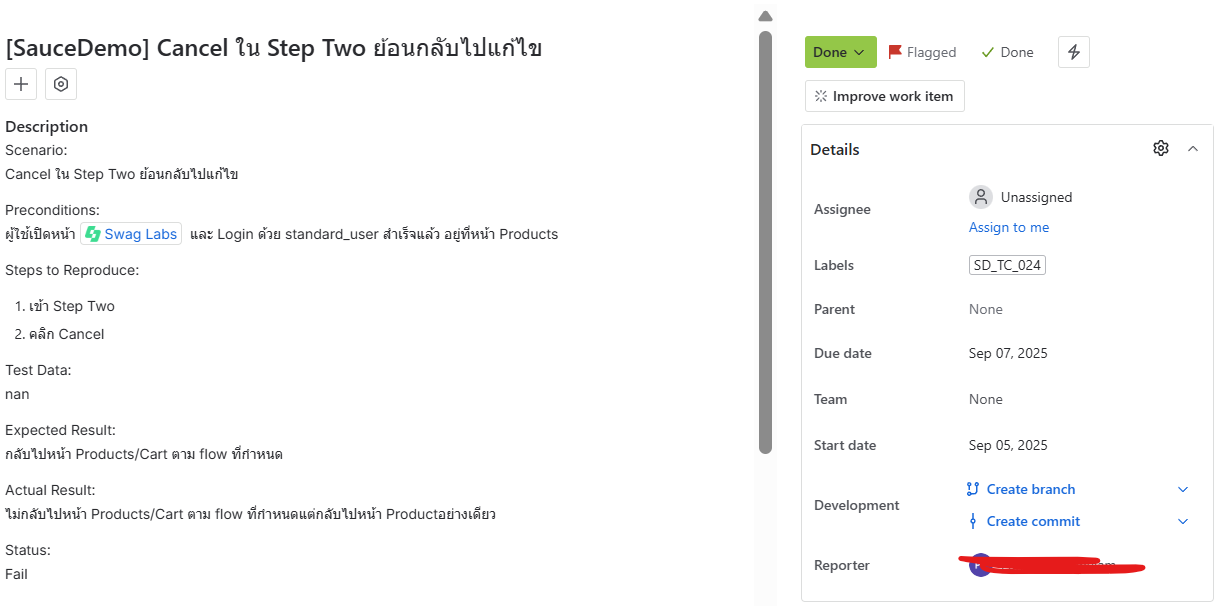 [SauceDemo] Cancel ใน Step Two ย้อนกลับไปแก้ไข
Description
Scenario:
Cancel ใน Step Two ย้อนกลับไปแก้ไข
Preconditions:
ผู้ใช้เปิดหน้า Swag Labs และ Login ด้วย standard_user สำเร็จแล้ว อยู่ที่หน้า Products
Steps to Reproduce:
1. เข้า Step Two
2. คลิก Cancel
Test Data:
nan
Expected Result:
กลับไปหน้า Products/Cart ตาม flow ที่กำหนด
Actual Result:
ไม่กลับไปหน้า Products/Cart ตาม flow ที่กำหนดแต่กลับไปหน้า Productอย่างเดียว
Status:
Fail
Done Flagged Done
Improve work item
Details
Assignee Unassigned
Assign to me
Labels SD_TC_024
Parent None
Due date Sep 07, 2025
Team None
Start date Sep 05, 2025
Development Create branch
Create commit
Reporter